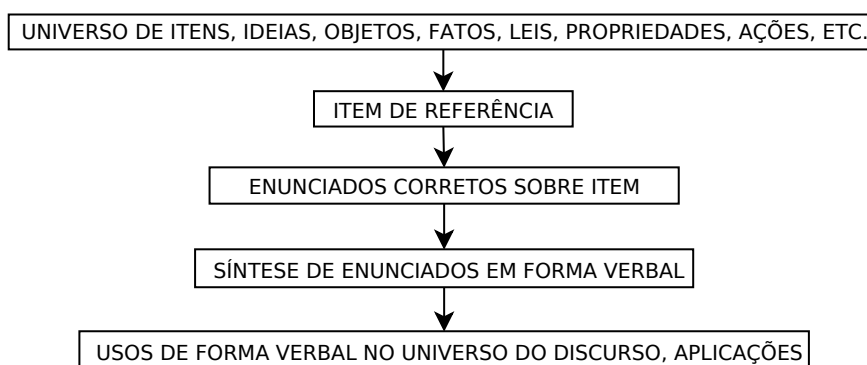 UNIVERSO DE ITENS, IDEIAS, OBJETOS, FATOS, LEIS, PROPRIEDADES, AÇÕES, ETC.
ITEM DE REFERÊNCIA
ENUNCIADOS CORRETOS SOBRE ITEM
SÍNTESE DE ENUNCIADOS EM FORMA VERBAL
USOS DE FORMA VERBAL NO UNIVERSO DO DISCURSO, APLICAÇÕES